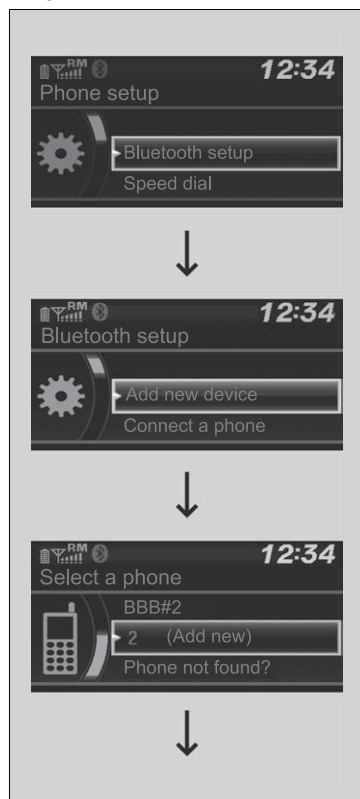 RM
12:34
Phone setup
Bluetooth setup
Speed dial
RM
12:34
Bluetooth setup
Add new device
Connect a phone
RM
12:34
Select a phone
BBB#2
2 (Add new)
Phone not found?